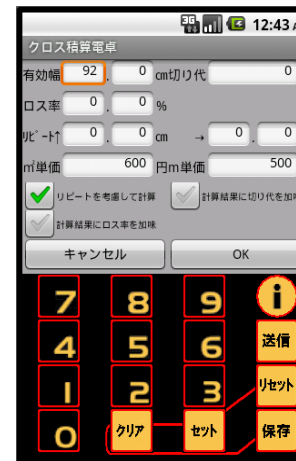 3G 12:43 A
クロス積算電卓
有効幅 92 . 0 cm切り代 0
ロス率 0 . 0 %
リピート↑ 0 . 0 cm → 0 . 0
㎡単価 600 円m単価 500
リピートを考慮して計算 計算結果に切り代を加味
計算結果にロス率を加味
キャンセル OK
7 8 9 i
4 5 6 送信
1 2 3 リセット
0 クリア セット 保存